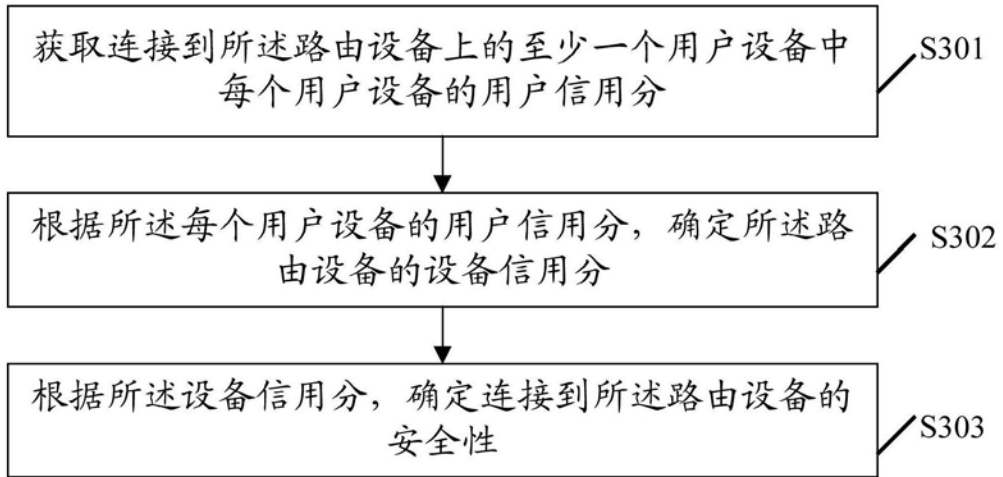 获取连接到所述路由设备上的至少一个用户设备中
每个用户设备的用户信用分
S301
根据所述每个用户设备的用户信用分，确定所述路
由设备的设备信用分
S302
根据所述设备信用分，确定连接到所述路由设备的
安全性
S303